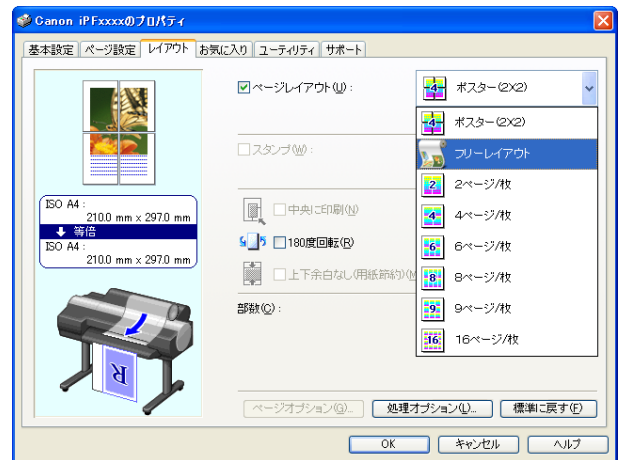 Canon iPFxxxxのプロパティ
基本設定 ページ設定 レイアウト お気に入り ユーティリティ サポート
ページレイアウト(U) :
ポスター(2X2)
ポスター(2X2)
フリーレイアウト
2ページ/枚
4ページ/枚
6ページ/枚
8ページ/枚
9ページ/枚
16ページ/枚
スタンプ(W) :
ISO A4 :
210.0 mm x 297.0 mm
等倍
ISO A4 :
210.0 mm x 297.0 mm
中央に印刷(N)
180度回転(R)
上下余白なし(用紙節約)(M
部数(C) :
ページオプション(G)... 処理オプション(L)... 標準に戻す(F)
OK キャンセル ヘルプ